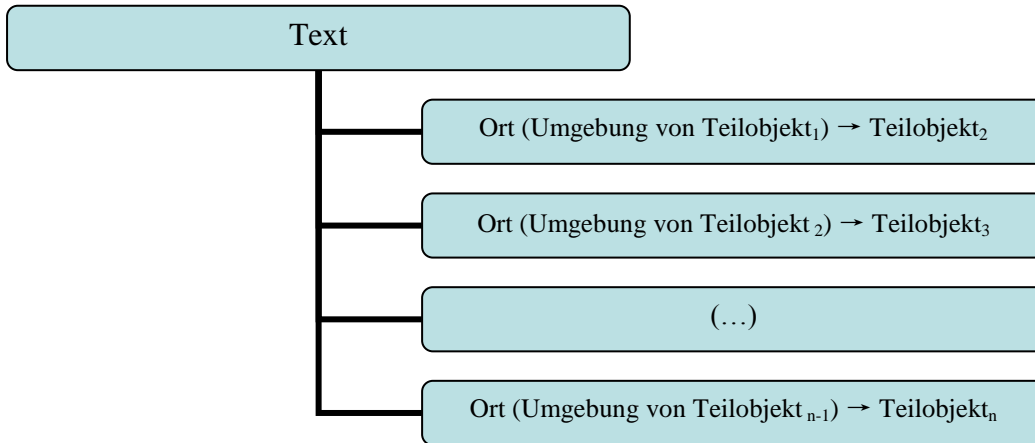 Text
Ort (Umgebung von Teilobjekt₁) → Teilobjekt₂
Ort (Umgebung von Teilobjekt ₂) → Teilobjekt₃
(…)
Ort (Umgebung von Teilobjekt ₙ₋₁) → Teilobjektₙ